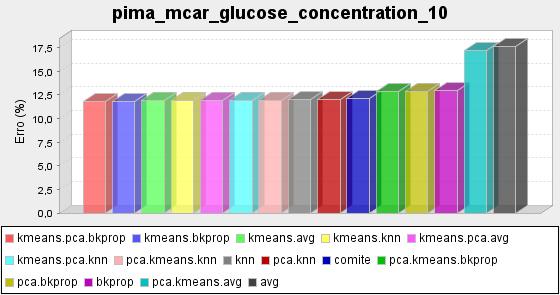 pima_mcar_glucose_concentration_10
Erro (%)
17,5
15,0
12,5
10,0
7,5
5,0
2,5
0,0
kmeans.pca.bkprop kmeans.bkprop kmeans.avg kmeans.knn kmeans.pca.avg
kmeans.pca.knn pca.kmeans.knn knn pca.knn comite pca.kmeans.bkprop
pca.bkprop bkprop pca.kmeans.avg avg